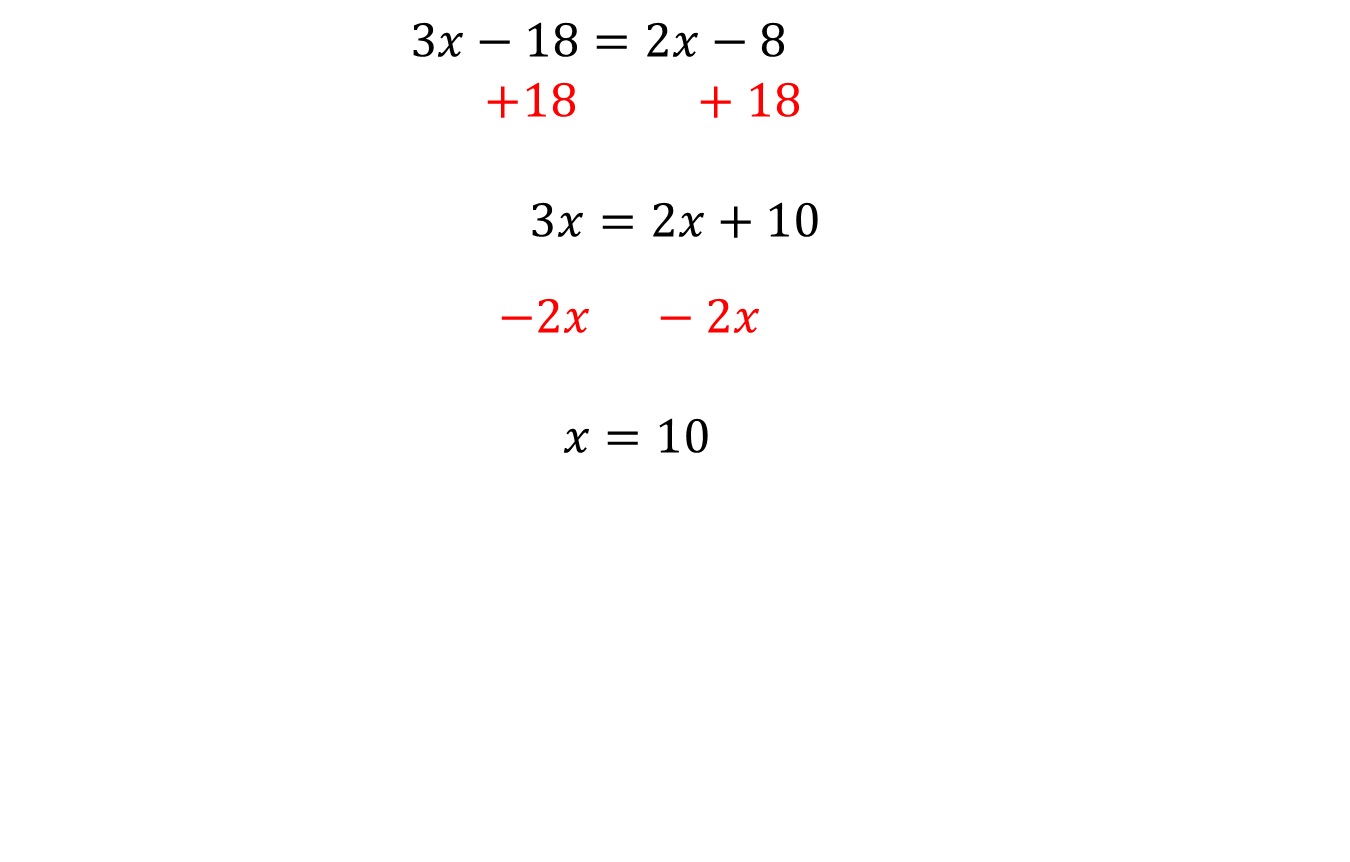 3x − 18 = 2x − 8
+18 + 18
3x = 2x + 10
−2x − 2x
x = 10